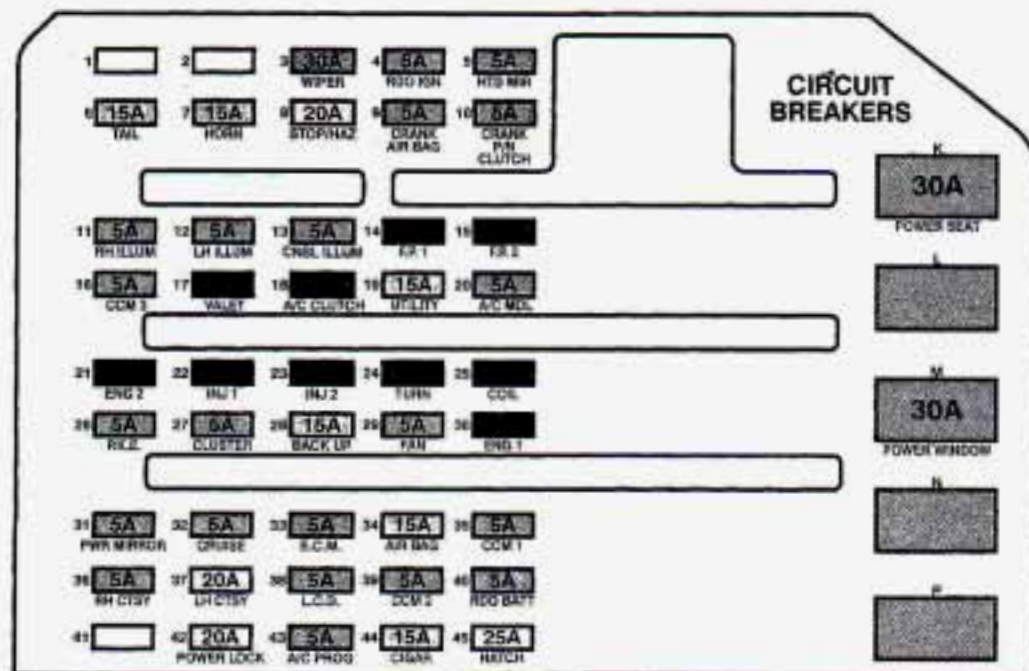 1 2 3 30A 4 5A 5 5A
WIPER RDO IGN HTD MIR
CIRCUIT
BREAKERS
6 15A 7 15A 8 20A 9 5A 10 5A
TAIL HORN STOP/HAZ CRANK AIR BAG CRANK P/N CLUTCH
K
30A
POWER SEAT
11 5A 12 5A 13 5A 14 15
RH ILLUM LH ILLUM CNSL ILLUM F.P. 1 F.P. 2
L
16 5A 17 18 19 15A 20 5A
CCM 3 VALET A/C CLUTCH UTILITY A/C MDL
21 22 23 24 25
ENG 2 INJ 1 INJ 2 TURN COIL
M
30A
POWER WINDOW
26 5A 27 5A 28 15A 29 5A 30
CLUSTER BACK UP FAN ENG 1
N
31 5A 32 5A 33 5A 34 15A 35 5A
PWR MIRROR CRUISE E.C.M. AIR BAG CCM 1
36 5A 37 20A 38 5A 39 5A 40 5A
RH CTSY LH CTSY CCM 2 RDO BATT
P
41 42 20A 43 5A 44 15A 45 25A
POWER LOCK A/C PROG CIGAR HATCH